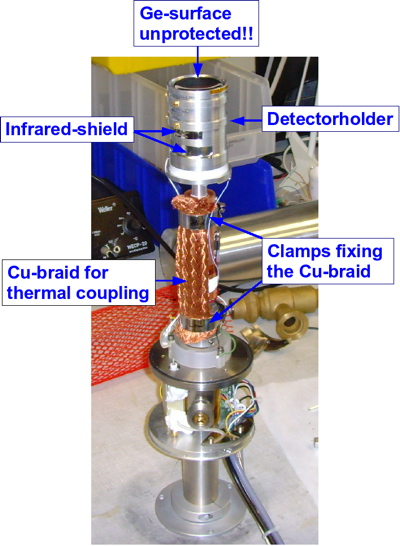 Ge-surface
unprotected!!
Infrared-shield
Detectorholder
Clamps fixing
the Cu-braid
Cu-braid for
thermal coupling
Weller
WECP-20